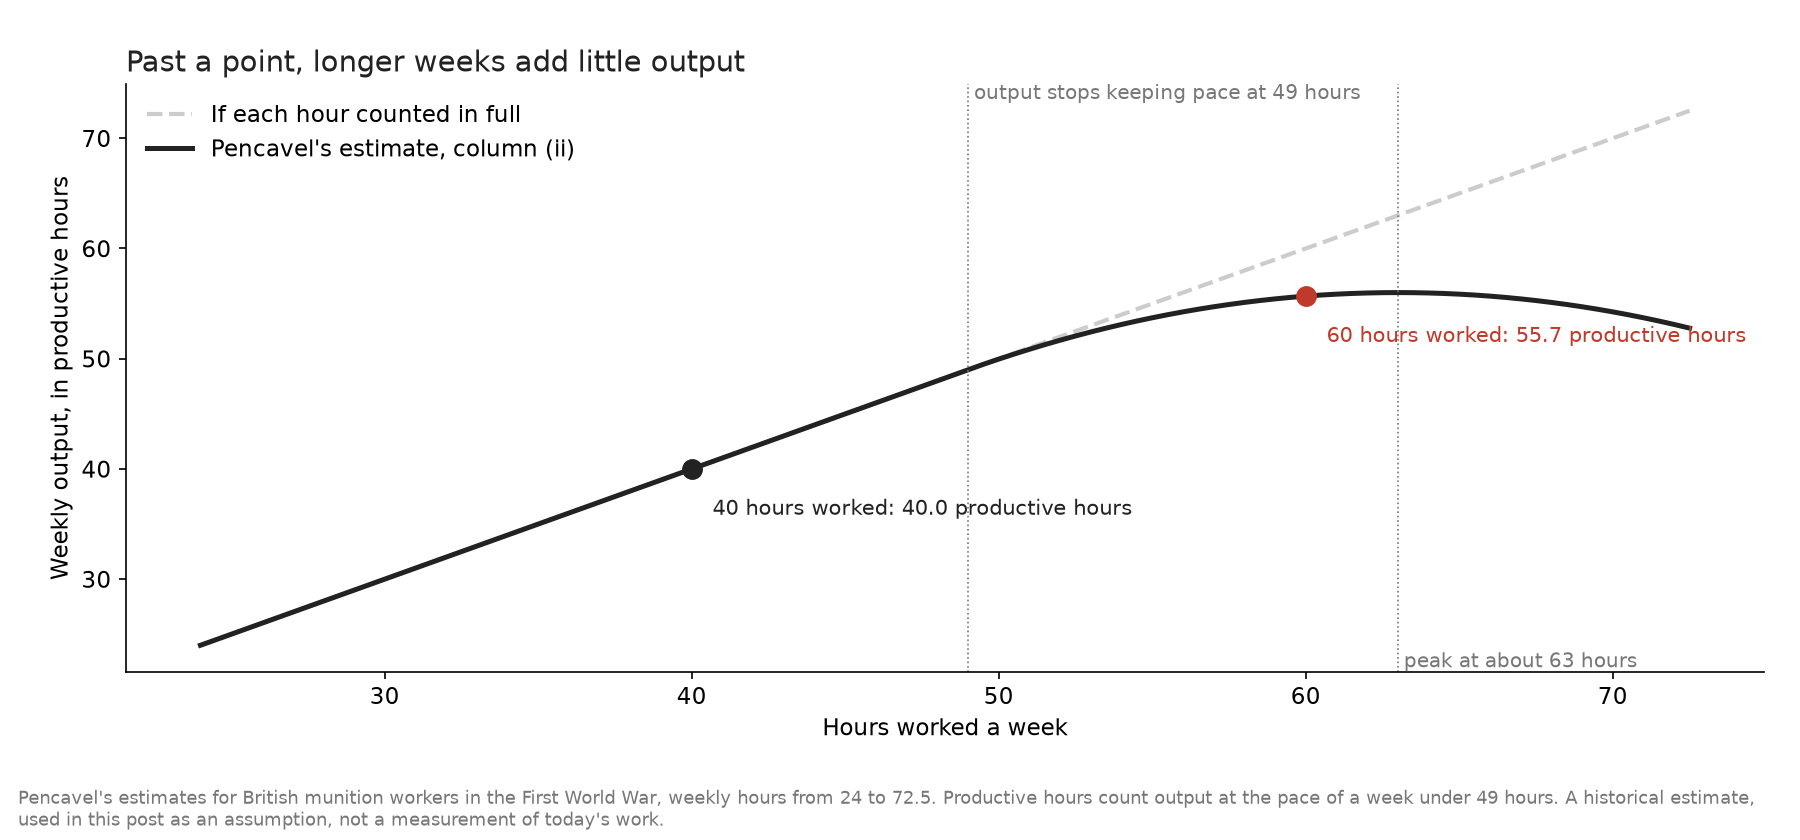 Past a point, longer weeks add little output
output stops keeping pace at 49 hours
If each hour counted in full
Pencavel's estimate, column (ii)
70
60
50
40
30
Weekly output, in productive hours
60 hours worked: 55.7 productive hours
40 hours worked: 40.0 productive hours
peak at about 63 hours
30
40
50
60
70
Hours worked a week
Pencavel's estimates for British munition workers in the First World War, weekly hours from 24 to 72.5. Productive hours count output at the pace of a week under 49 hours. A historical estimate,
used in this post as an assumption, not a measurement of today's work.